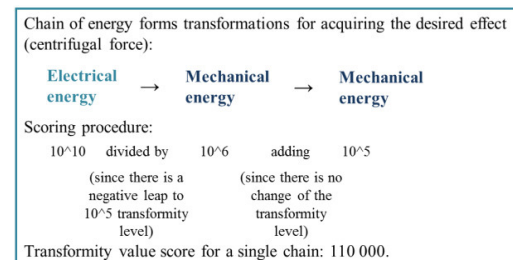 Chain of energy forms transformations for acquiring the desired effect
(centrifugal force):
Electrical energy → Mechanical energy → Mechanical energy
Scoring procedure:
10^10 divided by 10^6 adding 10^5
(since there is a negative leap to 10^5 transformity level) (since there is no change of the transformity level)
Transformity value score for a single chain: 110 000.